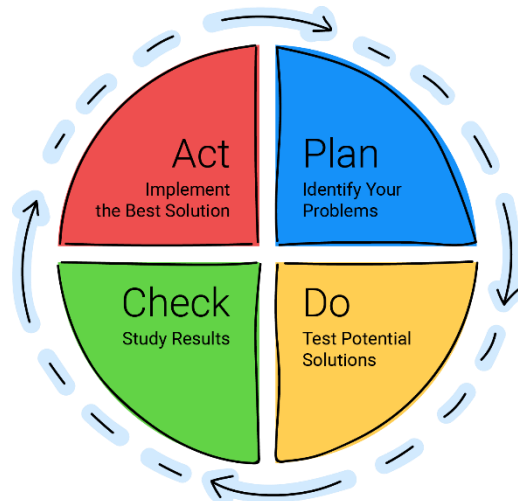 Act
Implement
the Best Solution
Plan
Identify Your
Problems
Check
Study Results
Do
Test Potential
Solutions